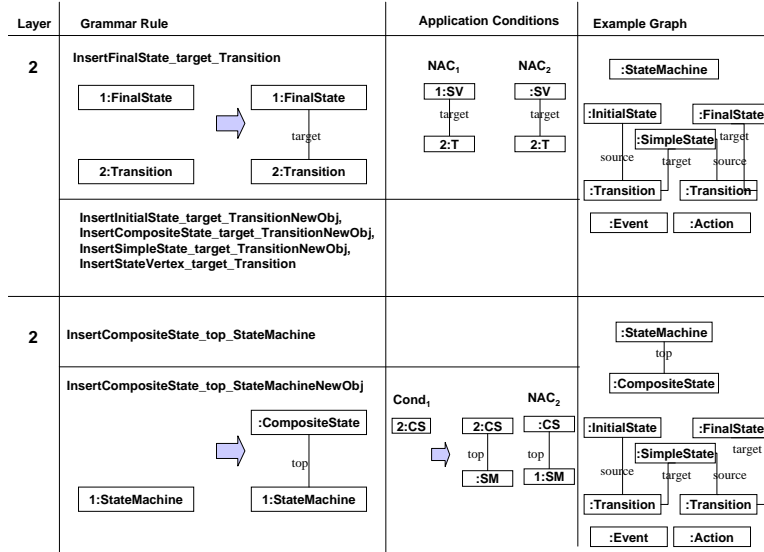 Layer Grammar Rule Application Conditions Example Graph
2
InsertFinalState_target_Transition
1:FinalState 1:FinalState
target
2:Transition 2:Transition
NAC1 NAC2
1:SV :SV
target target
2:T 2:T
:StateMachine
:InitialState :FinalState
:SimpleState target
source target source
:Transition :Transition
:Event :Action
InsertInitialState_target_TransitionNewObj,
InsertCompositeState_target_TransitionNewObj,
InsertSimpleState_target_TransitionNewObj,
InsertStateVertex_target_Transition
2
InsertCompositeState_top_StateMachine
InsertCompositeState_top_StateMachineNewObj
:CompositeState
top
1:StateMachine 1:StateMachine
Cond1 NAC2
2:CS 2:CS :CS
top top
:SM 1:SM
:StateMachine
top
:CompositeState
:InitialState :FinalState
:SimpleState target
source target source
:Transition :Transition
:Event :Action